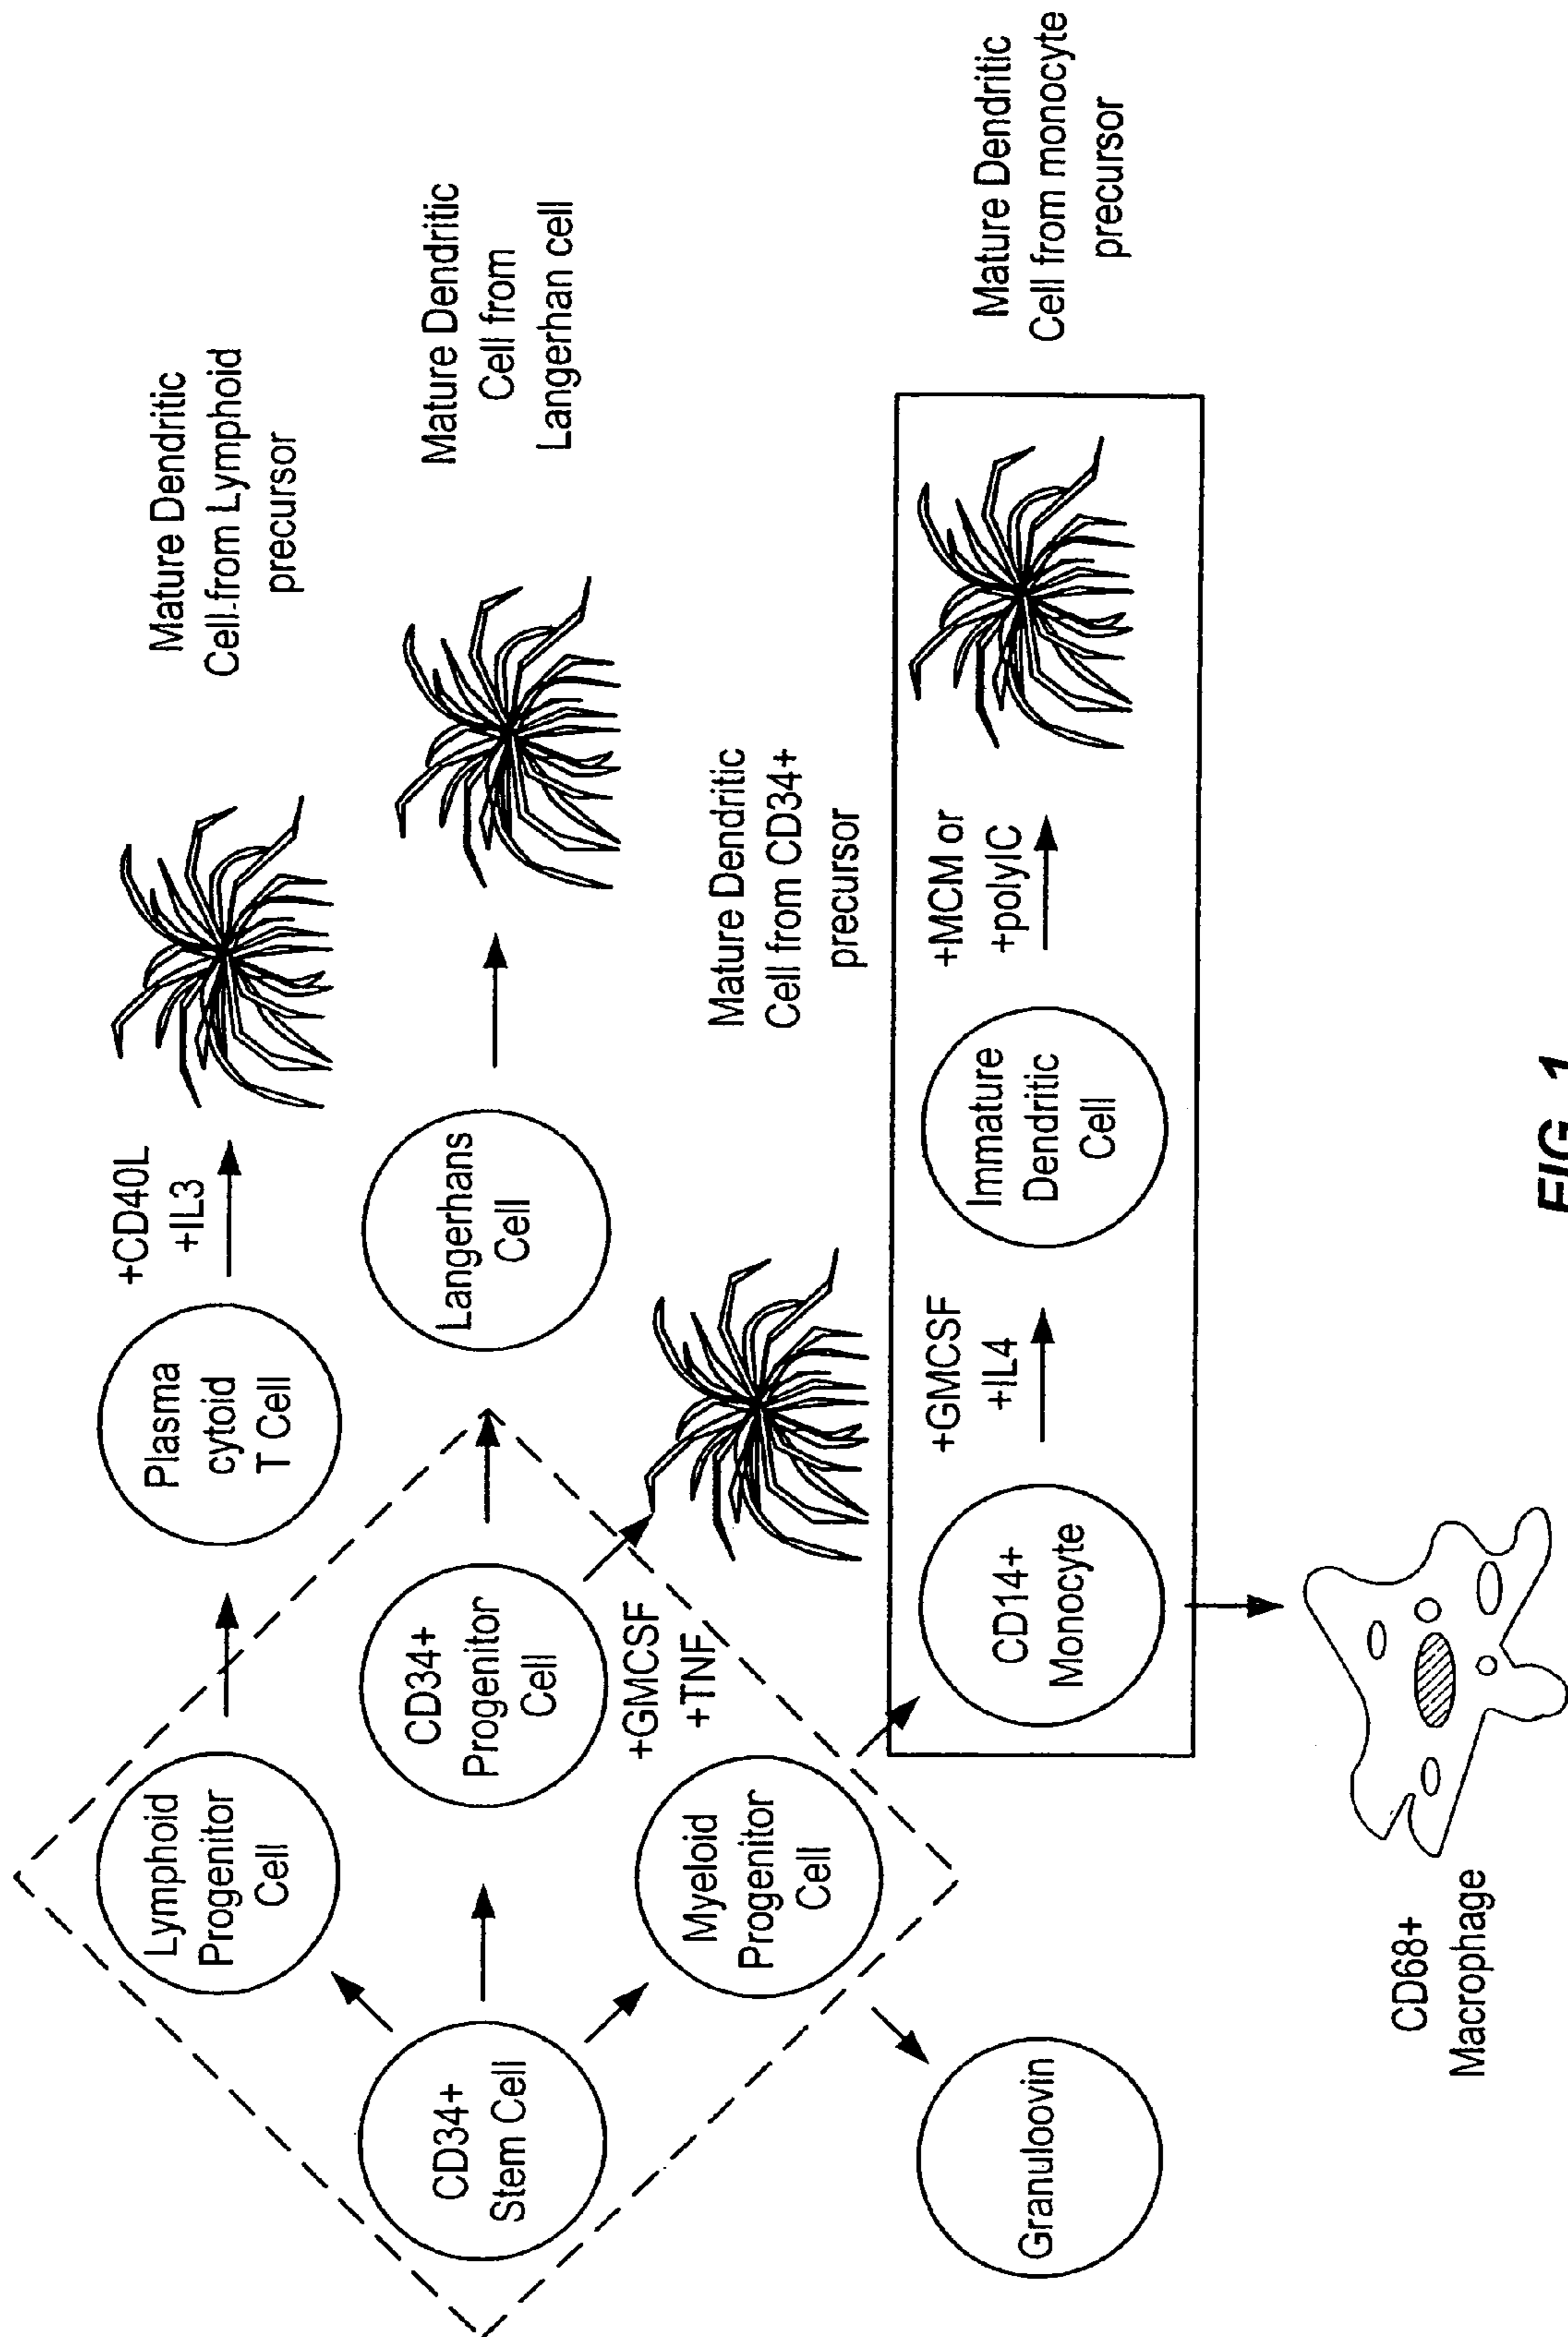 Mature Dendritic
Cell from Lymphoid
precursor
+CD40L
+IL3
Plasma
cytoid
T Cell
Lymphoid
Progenitor
Cell
Mature Dendritic
Cell from
Langerhan cell
Langerhans
Cell
CD34+
Progenitor
Cell
CD34+
Stem Cell
+GMCSF
+TNF
Mature Dendritic
Cell from CD34+
precursor
Myeloid
Progenitor
Cell
Granuloovin
CD14+
Monocyte
+GMCSF
+IL4
Immature
Dendritic
Cell
+MCM or
+polyIC
Mature Dendritic
Cell from monocyte
precursor
CD68+
Macrophage
FIG. 1